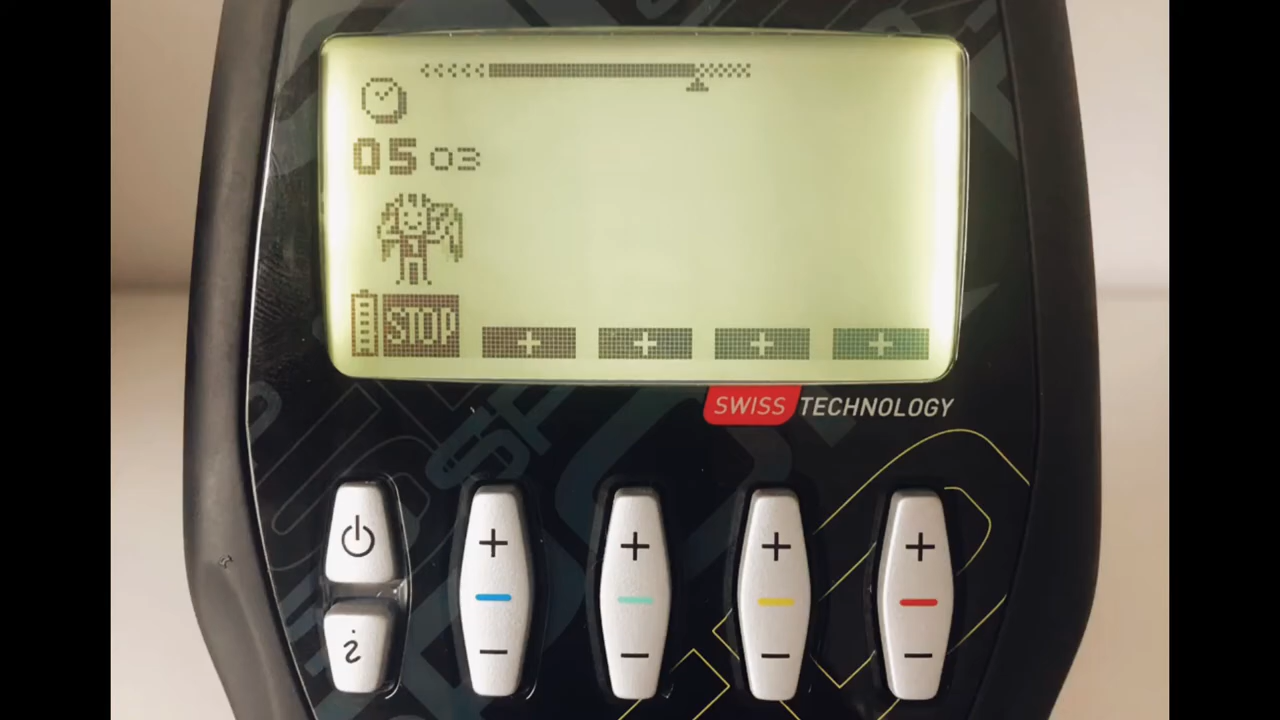 05 03
STOP + + + +
SWISS TECHNOLOGY
+ + + +
i - - - -